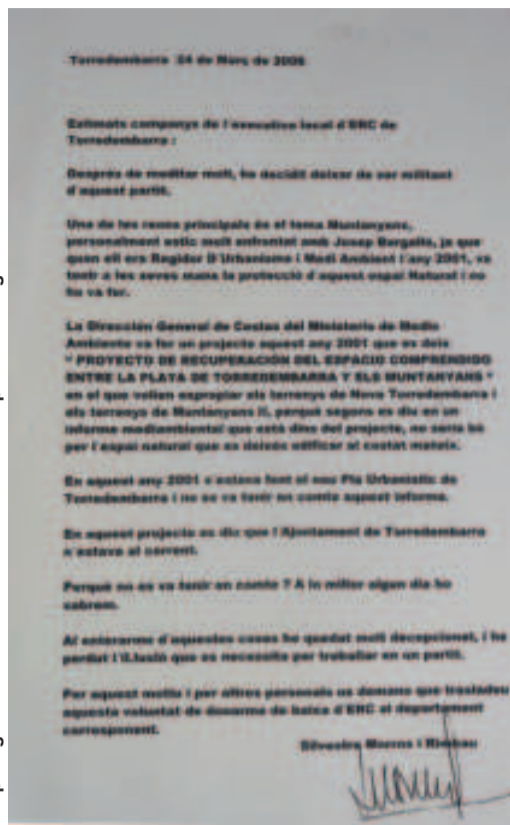 Torredembarra 24 de Març de 2006
Estimats companys de l'executiva local d'ERC de
Torredembarra :
Després de meditar molt, he decidit deixar de ser militant
d'aquest partit.
Una de les raons principals és el tema Muntanyans,
personalment estic molt enfrontat amb Josep Bargalló, ja que
quan ell era Regidor D'Urbanisme i Medi Ambient l'any 2001, va
tenir a les seves mans la protecció d'aquest espai Natural i no
ho va fer.
La Dirección General de Costas del Ministerio de Medio
Ambiente va fer un projecte aquest any 2001 que es deia
" PROYECTO DE RECUPERACIÓN DEL ESPACIO COMPRENDIDO
ENTRE LA PLAYA DE TORREDEMBARRA Y ELS MUNTANYANS "
en el que volien expropiar els terrenys de Nova Torredembarra i
els terrenys de Muntanyans II, perquè segons es diu en un
informe mediambiental que està dins del projecte, no seria bó
per l'espai natural que es deixés edificar al costat mateix.
En aquest any 2001 s'estava fent el nou Pla Urbanístic de
Torredembarra i no es va tenir en comte aquest informe.
En aquest projecte es diu que l'Ajuntament de Torredembarra
n'estava al corrent.
Perquè no es va tenir en comte ? A lo millor algun dia ho
sabrem.
Al enterarme d'aquestes coses he quedat molt decepcionat, i he
perdut l'il.lusió que es necessita per treballar en un partit.
Per aquest motiu i per altres personals us demano que traslladeu
aquesta voluntat de donarme de baixa d'ERC al departament
corresponent.
Silvestre